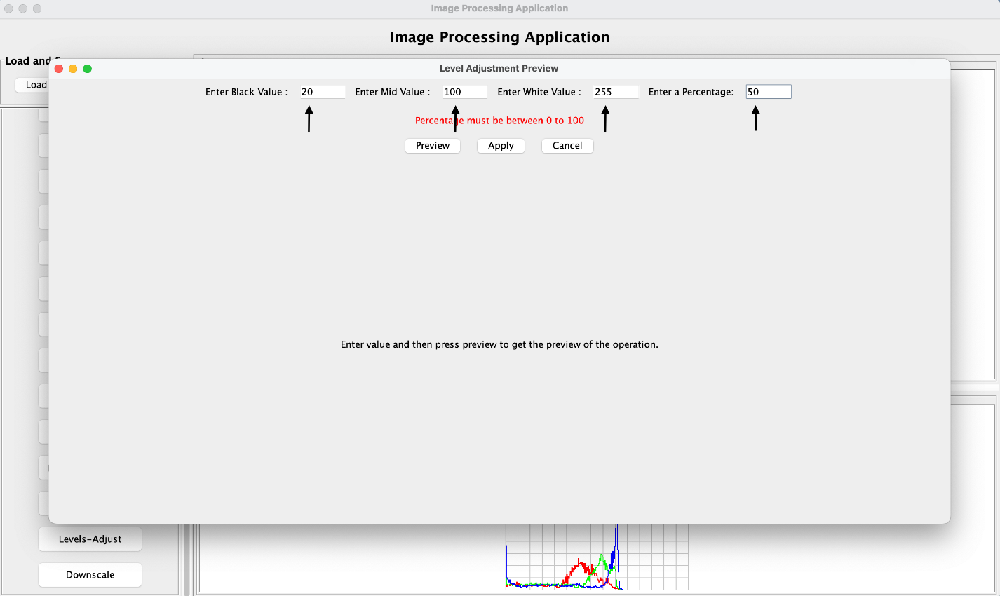 Image Processing Application
Image Processing Application
Load and
Load
Level Adjustment Preview
Enter Black Value : 20 Enter Mid Value : 100 Enter White Value : 255 Enter a Percentage: 50
Percentage must be between 0 to 100
Preview Apply Cancel
Enter value and then press preview to get the preview of the operation.
Levels-Adjust
Downscale